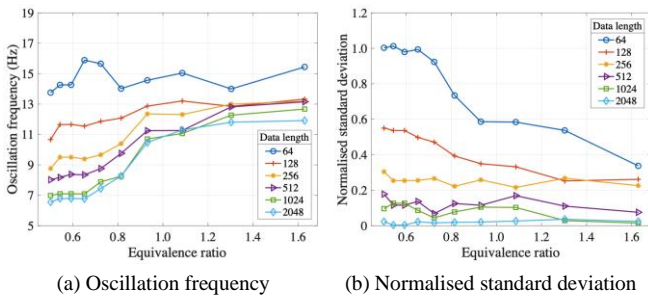 19
17
15
13
11
9
7
5
Oscillation frequency (Hz)
0.6 0.8 1.0 1.2 1.4 1.6
Equivalence ratio
Data length
64
128
256
512
1024
2048
(a) Oscillation frequency
1.2
1.0
0.8
0.6
0.4
0.2
0
Normalised standard deviation
0.6 0.8 1.0 1.2 1.4 1.6
Equivalence ratio
Data length
64
128
256
512
1024
2048
(b) Normalised standard deviation